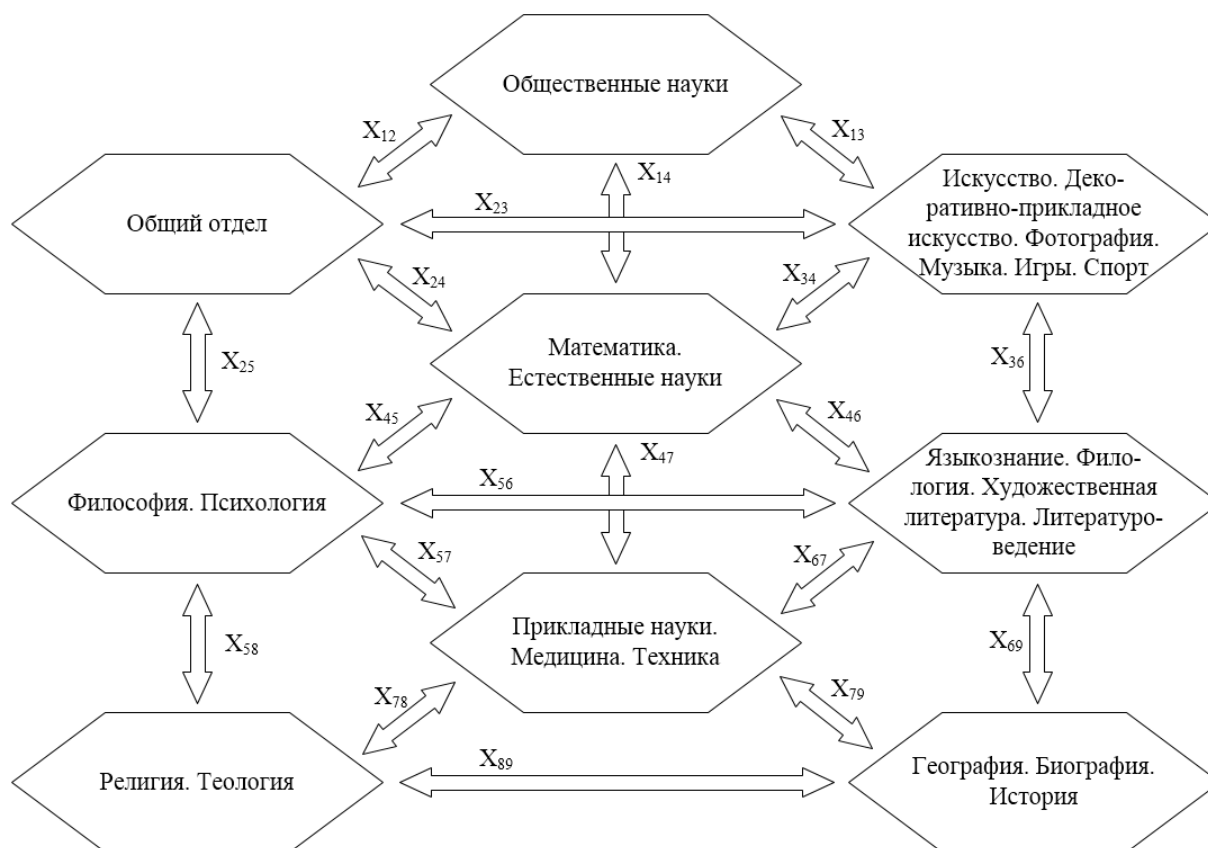 Общественные науки
X12
X13
X14
Общий отдел
X23
Искусство. Деко-
ративно-прикладное
искусство. Фотография.
Музыка. Игры. Спорт
X24
X34
X25
Математика.
Естественные науки
X36
X45
X46
X47
Философия. Психология
X56
Языкознание. Фило-
логия. Художественная
литература. Литературо-
ведение
X57
X67
X58
Прикладные науки.
Медицина. Техника
X69
X78
X79
Религия. Теология
X89
География. Биография.
История